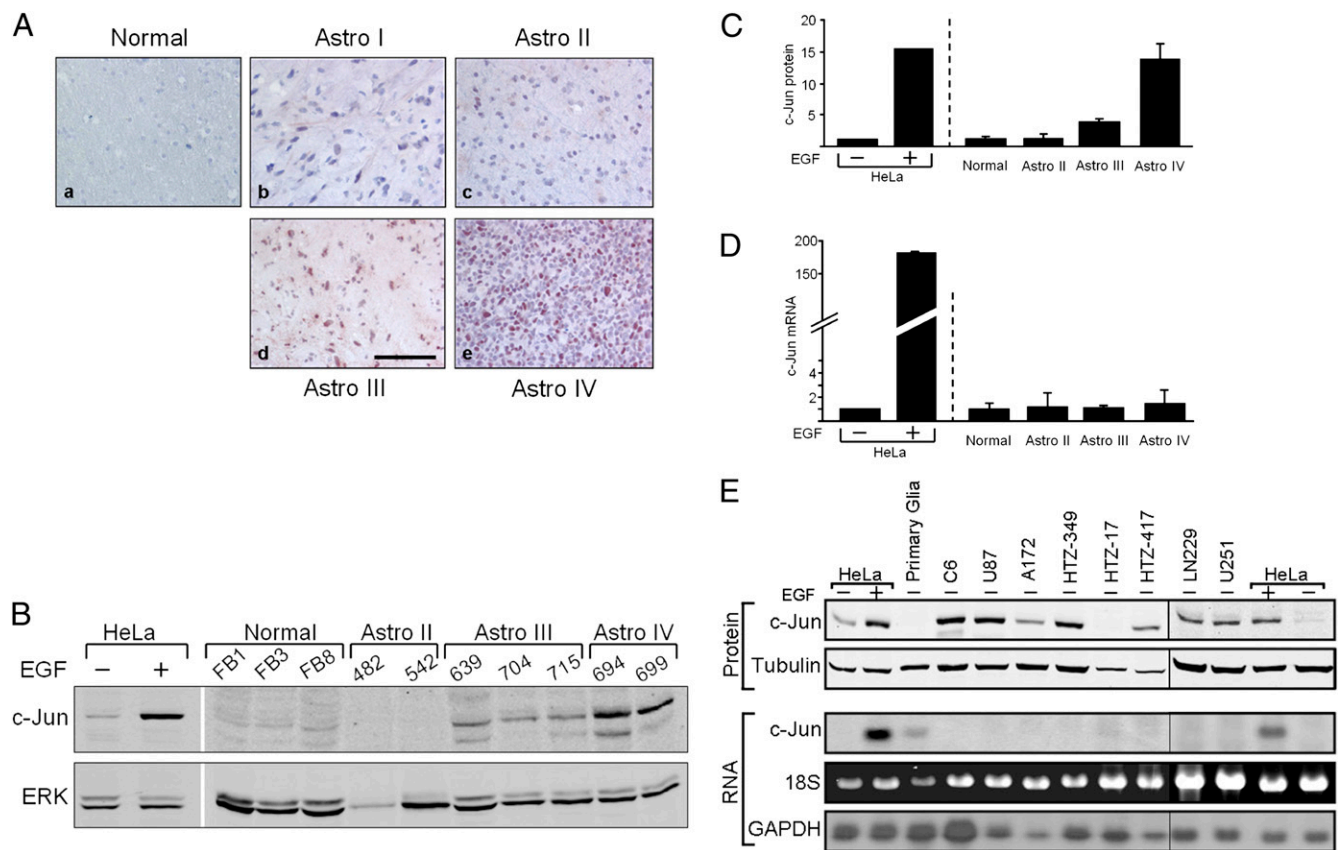 A
Normal
Astro I
Astro II
a
b
c
d
e
Astro III
Astro IV
B
HeLa
Normal
Astro II
Astro III
Astro IV
EGF − + FB1 FB3 FB8 482 542 639 704 715 694 699
c-Jun
ERK
C
c-Jun protein
20
15
10
5
Normal Astro II Astro III Astro IV
EGF − +
HeLa
D
c-Jun mRNA
200
150
4
2
Normal Astro II Astro III Astro IV
EGF − +
HeLa
E
HeLa Primary Glia C6 U87 A172 HTZ-349 HTZ-17 HTZ-417 LN229 U251 HeLa
EGF − + − − − − − − − − − + −
Protein
c-Jun
Tubulin
RNA
c-Jun
18S
GAPDH